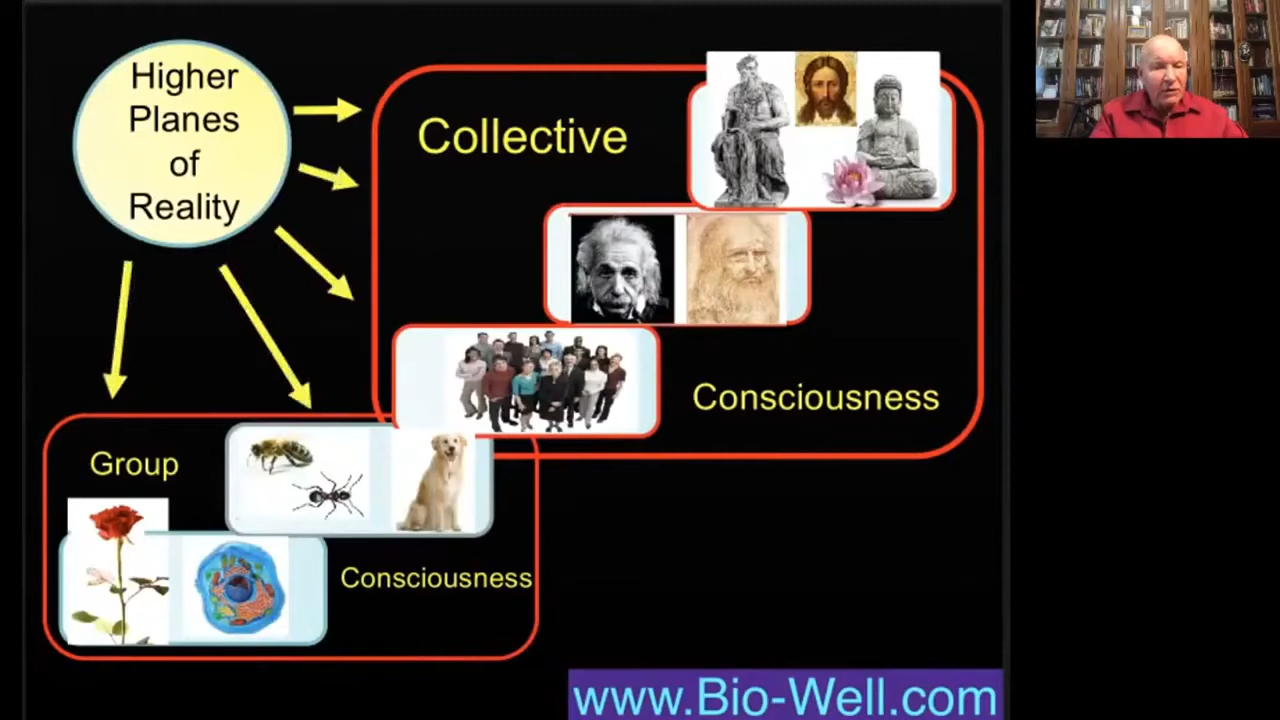 Higher
Planes
of
Reality
Collective
Consciousness
Group
Consciousness
www.Bio-Well.com